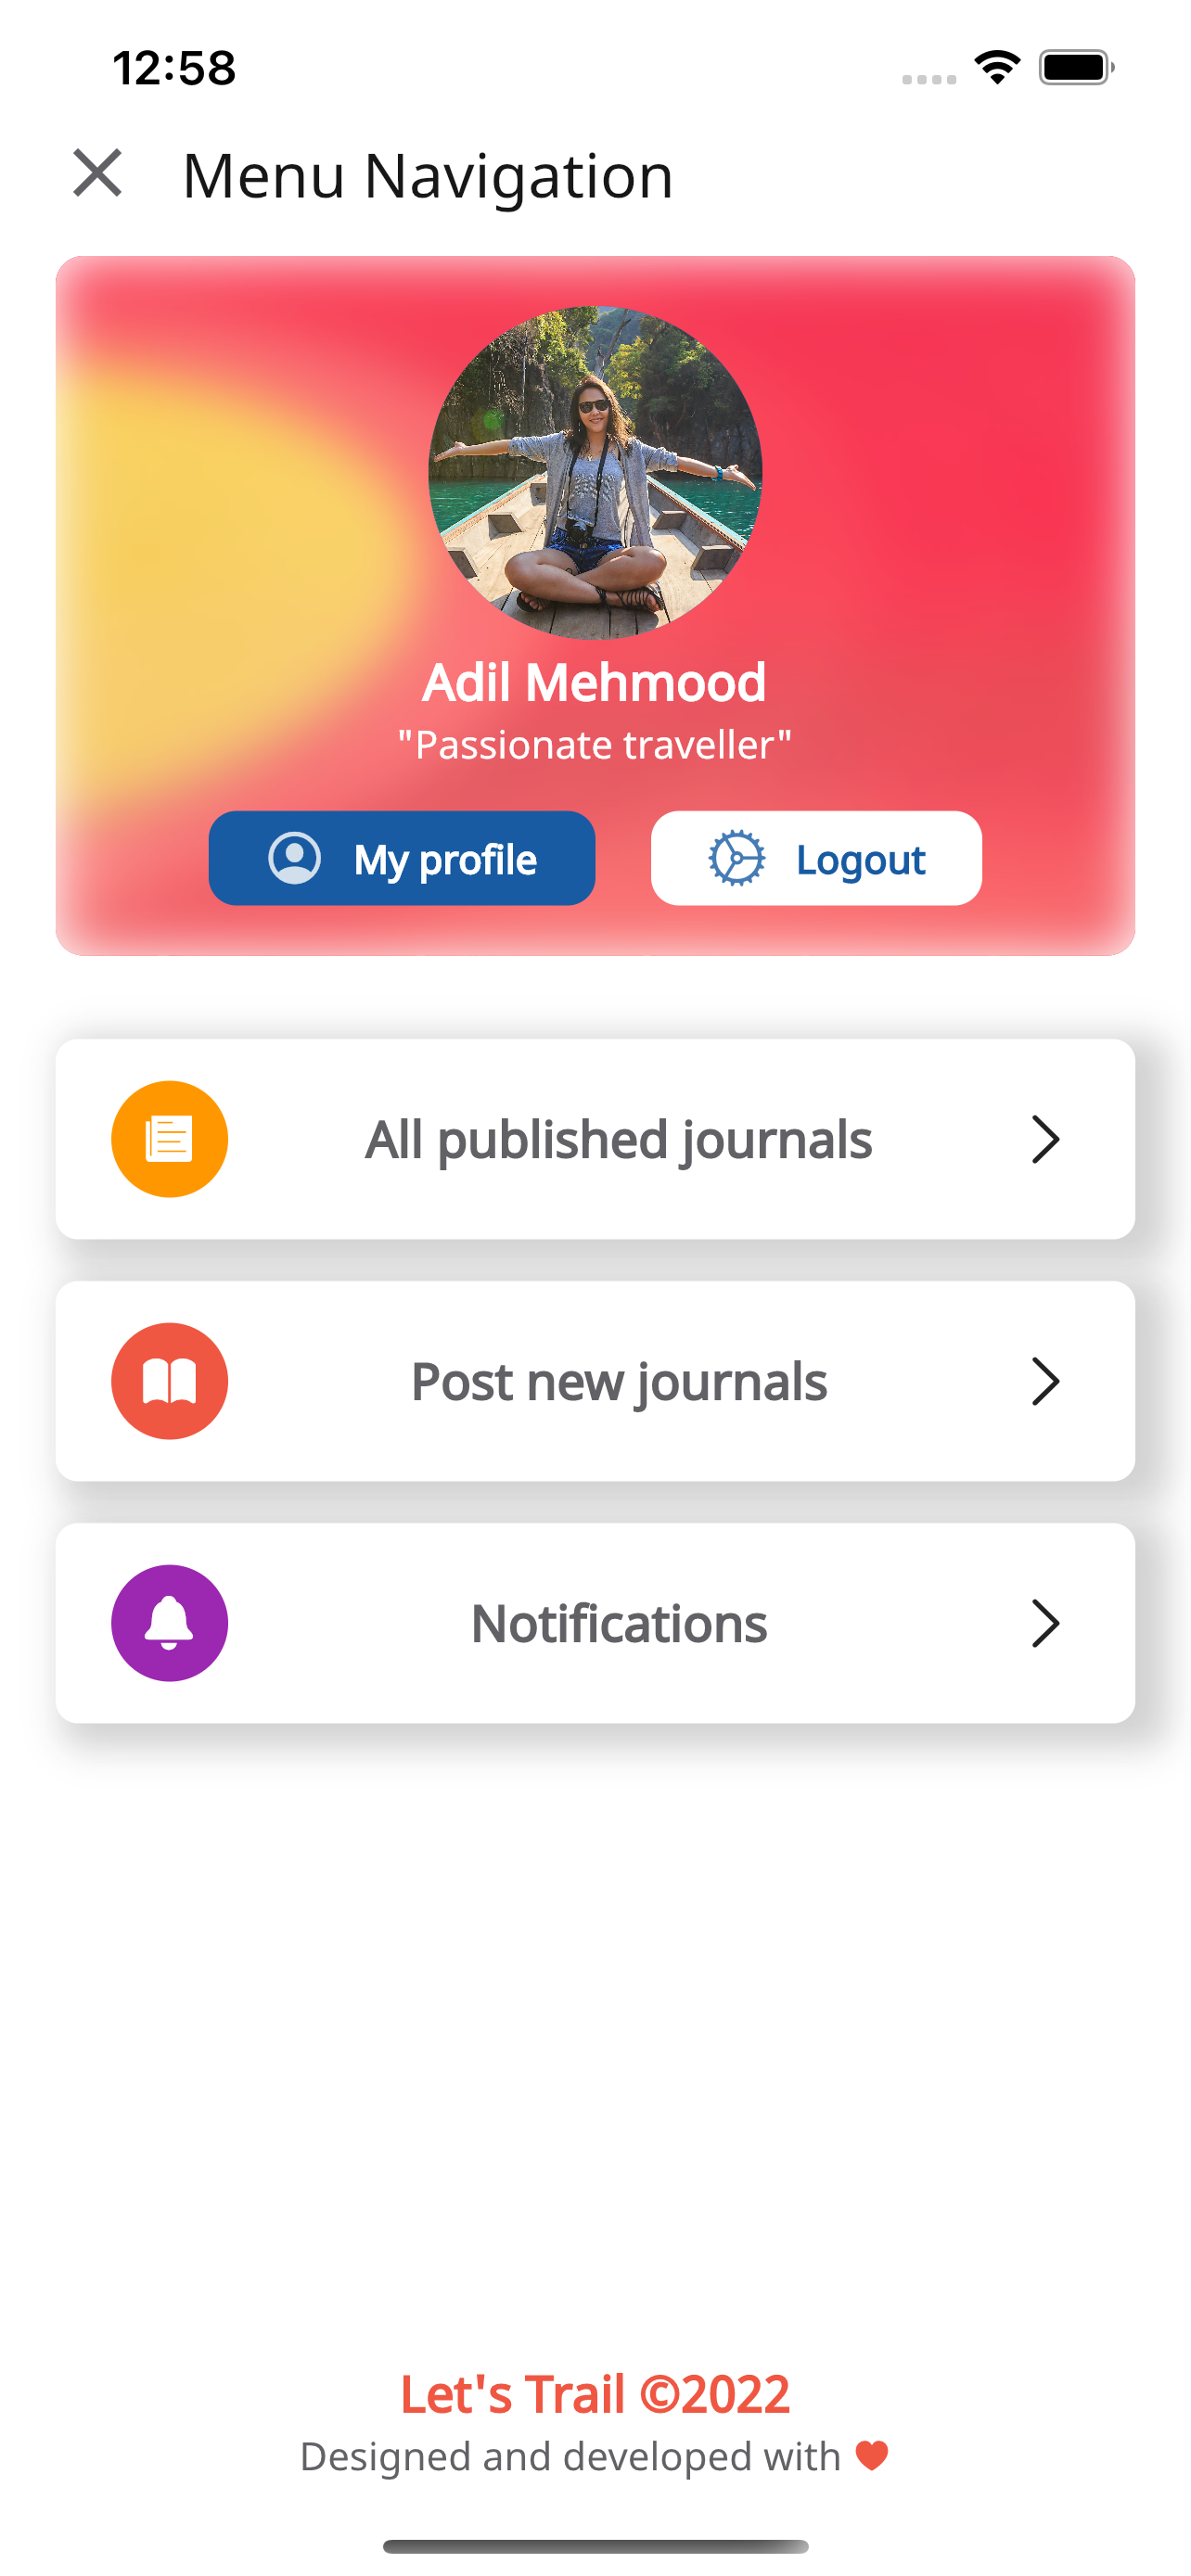 12:58
Menu Navigation
Adil Mehmood
"Passionate traveller"
My profile
Logout
All published journals
Post new journals
Notifications
Let's Trail ©2022
Designed and developed with